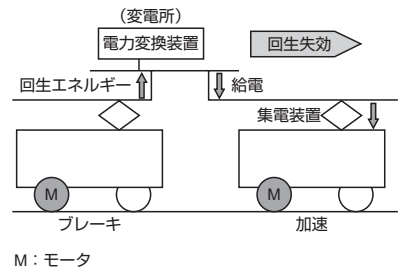 （変電所）
電力変換装置
回生失効
回生エネルギー
給電
集電装置
M
M
ブレーキ
加速
M：モータ